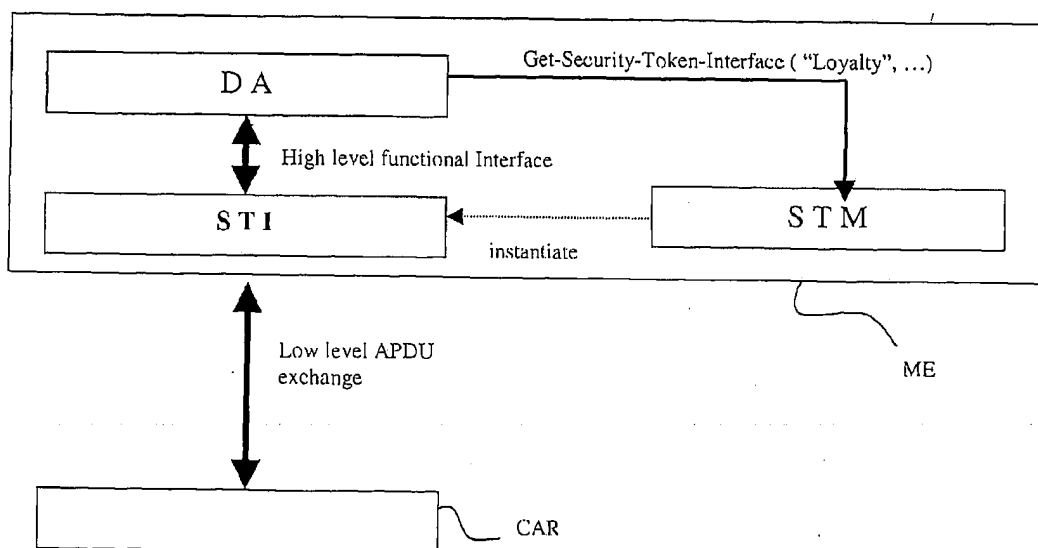 Get-Security-Token-Interface ( “Loyalty”, …)
D A
High level functional Interface
S T I
S T M
instantiate
Low level APDU
exchange
ME
CAR